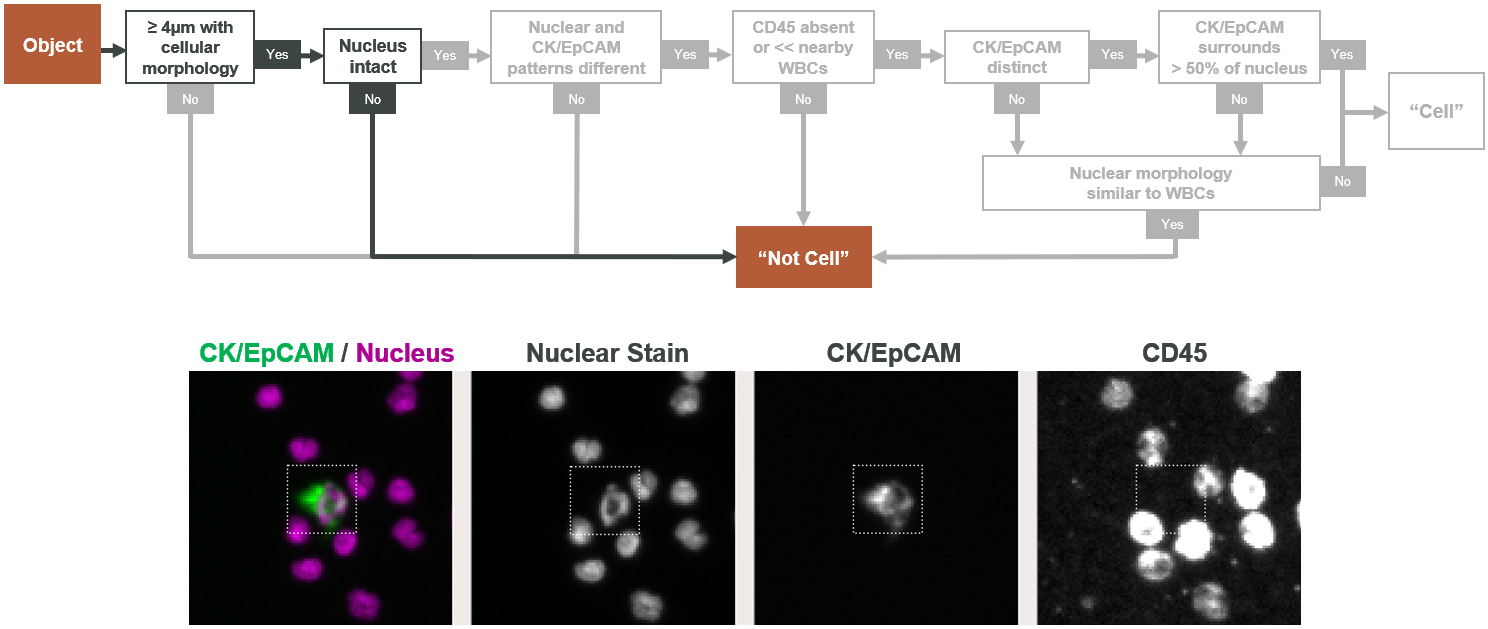 Object
≥ 4µm with
cellular
morphology
Yes
No
Nucleus
intact
Yes
No
Nuclear and
CK/EpCAM
patterns different
Yes
No
CD45 absent
or << nearby
WBCs
Yes
No
CK/EpCAM
distinct
Yes
No
CK/EpCAM
surrounds
> 50% of nucleus
Yes
No
“Cell”
Nuclear morphology
similar to WBCs
No
Yes
“Not Cell”
CK/EpCAM / Nucleus
Nuclear Stain
CK/EpCAM
CD45